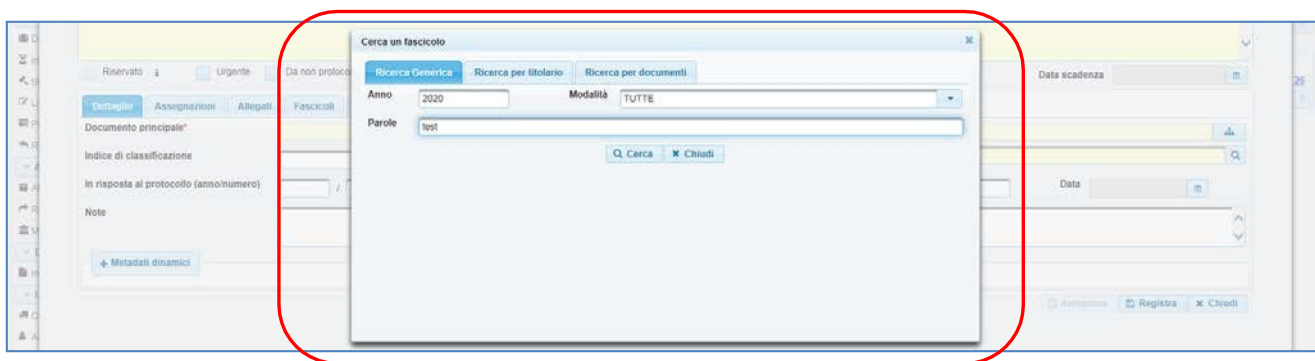 Cerca un fascicolo
Ricerca Generica Ricerca per titolario Ricerca per documenti
Anno 2020 Modalità TUTTE
Parole test
Cerca Chiudi
Riservato Urgente Da non protoco
Data scadenza
26
Dettaglio Assegnazioni Allegati Fascicoli
Documento principale*
Indice di classificazione
In risposta al protocollo (anno/numero) /
Data
Note
+ Metadati dinamici
Registra Chiudi